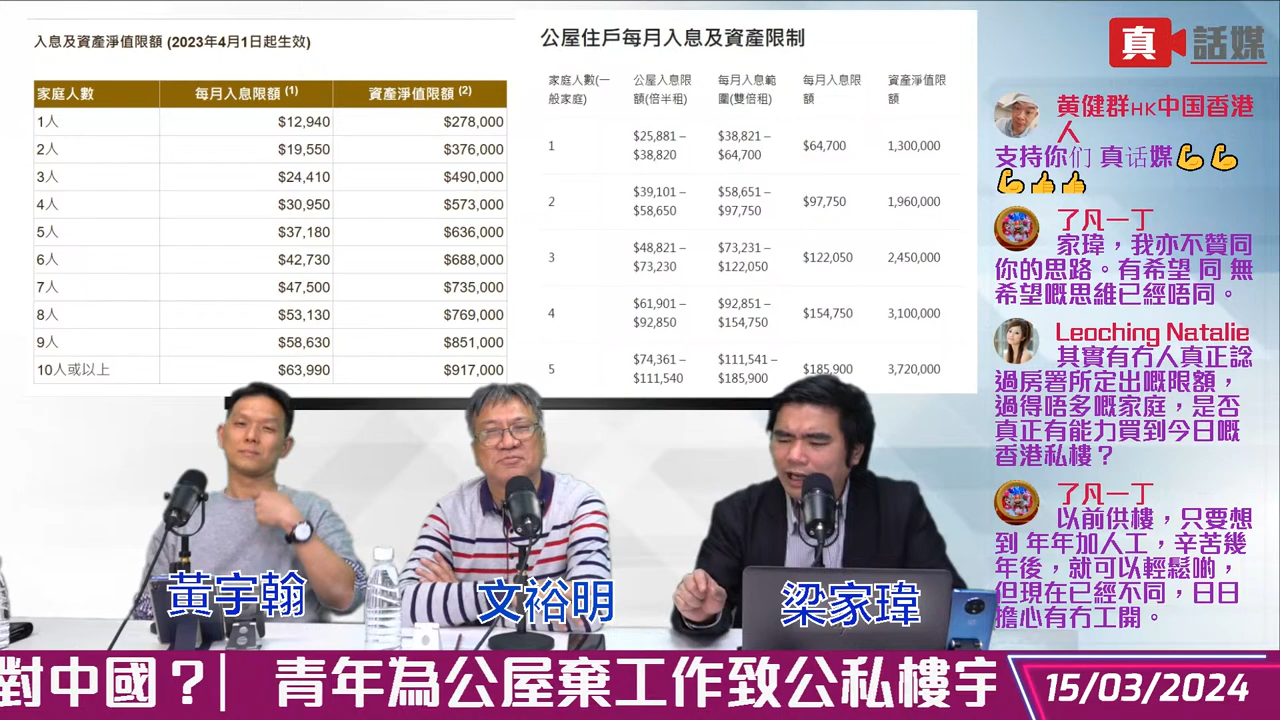 入息及資產淨值限額 (2023年4月1日起生效)
家庭人數 每月入息限額 (1) 資產淨值限額 (2)
1人 $12,940 $278,000
2人 $19,550 $376,000
3人 $24,410 $490,000
4人 $30,950 $573,000
5人 $37,180 $636,000
6人 $42,730 $688,000
7人 $47,500 $735,000
8人 $53,130 $769,000
9人 $58,630 $851,000
10人或以上 $63,990 $917,000
公屋住戶每月入息及資產限制
家庭人數(一 公屋入息限 每月入息範 每月入息限 資產淨值限
般家庭) 額(倍半租) 圍(雙倍租) 額 額
$25,881 – $38,821 –
1 $64,700 1,300,000
$38,820 $64,700
$39,101 – $58,651 –
2 $97,750 1,960,000
$58,650 $97,750
$48,821 – $73,231 –
3 $122,050 2,450,000
$73,230 $122,050
$61,901 – $92,851 –
4 $154,750 3,100,000
$92,850 $154,750
$74,361 – $111,541 –
5 $185,900 3,720,000
$111,540 $185,900
真話媒
黄健群HK中国香港
人
支持你们 真话媒💪💪
💪👍👍
了凡一丁
家瑋，我亦不贊同
你的思路。有希望 同 無
希望嘅思維已經唔同。
Leoching Natalie
其實有冇人真正諗
過房署所定出嘅限額，
過得唔多嘅家庭，是否
真正有能力買到今日嘅
香港私樓？
了凡一丁
以前供樓，只要想
到 年年加人工，辛苦幾
年後，就可以輕鬆啲，
但現在已經不同，日日
擔心有冇工開。
黃宇翰
文裕明
梁家瑋
對中國？| 青年為公屋棄工作致公私樓宇
15/03/2024